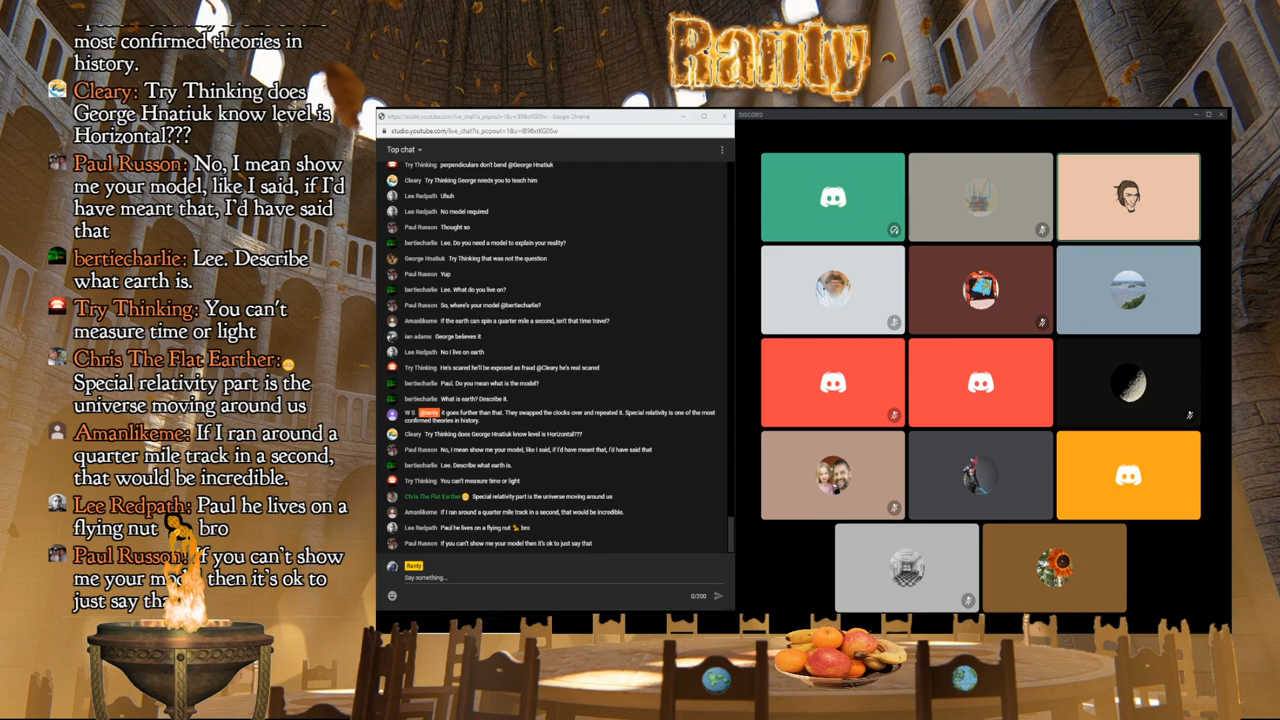 most confirmed theories in
history.
Cleary: Try Thinking does
George Hnatiuk know level is
Horizontal???
Paul Russon: No, I mean show
me your model, like I said, if I'd
have meant that, I'd have said
that
bertiecharlie: Lee. Describe
what earth is.
Try Thinking: You can't
measure time or light
Chris The Flat Earther:
Special relativity part is the
universe moving around us
Amanlikeme: If I ran around a
quarter mile track in a second,
that would be incredible.
Lee Redpath: Paul he lives on a
flying nut bro
Paul Russon: If you can't show
me your model then it's ok to
just say that
Ranty
studio.youtube.com/live_chat?is_popout=1&v=IB98xtKG05w
Top chat
Try Thinking perpendiculars don't bend @George Hnatiuk
Cleary Try Thinking George needs you to teach him
Lee Redpath Uhuh
Lee Redpath No model required
Paul Russon Thought so
bertiecharlie Lee. Do you need a model to explain your reality?
George Hnatiuk Try Thinking that was not the question
Paul Russon Yup
bertiecharlie Lee. What do you live on?
Paul Russon So, where's your model @bertiecharlie?
Amanlikeme If the earth can spin a quarter mile a second, isn't that time travel?
ian adams George believes it
Lee Redpath No I live on earth
Try Thinking He's scared he'll be exposed as fraud @Cleary he's real scared
bertiecharlie Paul. Do you mean what is the model?
bertiecharlie What is earth? Describe it.
W S @ranty it goes further than that. They swapped the clocks over and repeated it. Special relativity is one of the most
confirmed theories in history.
Cleary Try Thinking does George Hnatiuk know level is Horizontal???
Paul Russon No, I mean show me your model, like I said, if I'd have meant that, I'd have said that
bertiecharlie Lee. Describe what earth is.
Try Thinking You can't measure time or light
Chris The Flat Earther Special relativity part is the universe moving around us
Amanlikeme If I ran around a quarter mile track in a second, that would be incredible.
Lee Redpath Paul he lives on a flying nut bro
Paul Russon If you can't show me your model then it's ok to just say that
Ranty
Say something...
0/200
DISCORD